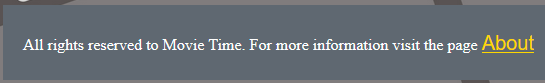 All rights reserved to Movie Time. For more information visit the page About